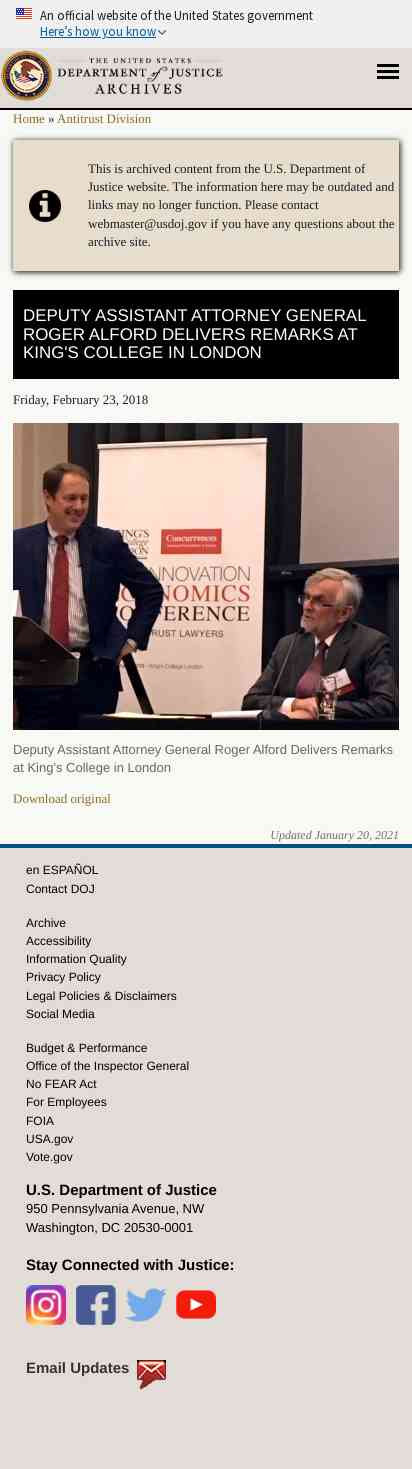 An official website of the United States government
Here's how you know
THE UNITED STATES
DEPARTMENT of JUSTICE
ARCHIVES
Home » Antitrust Division
This is archived content from the U.S. Department of
Justice website. The information here may be outdated and
links may no longer function. Please contact
webmaster@usdoj.gov if you have any questions about the
archive site.
DEPUTY ASSISTANT ATTORNEY GENERAL
ROGER ALFORD DELIVERS REMARKS AT
KING'S COLLEGE IN LONDON
Friday, February 23, 2018
Concurrences
NNOVATION
CONOMICS
ONFERENCE
TRUST LAWYERS
King's College London
Deputy Assistant Attorney General Roger Alford Delivers Remarks
at King's College in London
Download original
Updated January 20, 2021
en ESPAÑOL
Contact DOJ
Archive
Accessibility
Information Quality
Privacy Policy
Legal Policies & Disclaimers
Social Media
Budget & Performance
Office of the Inspector General
No FEAR Act
For Employees
FOIA
USA.gov
Vote.gov
U.S. Department of Justice
950 Pennsylvania Avenue, NW
Washington, DC 20530-0001
Stay Connected with Justice:
Email Updates